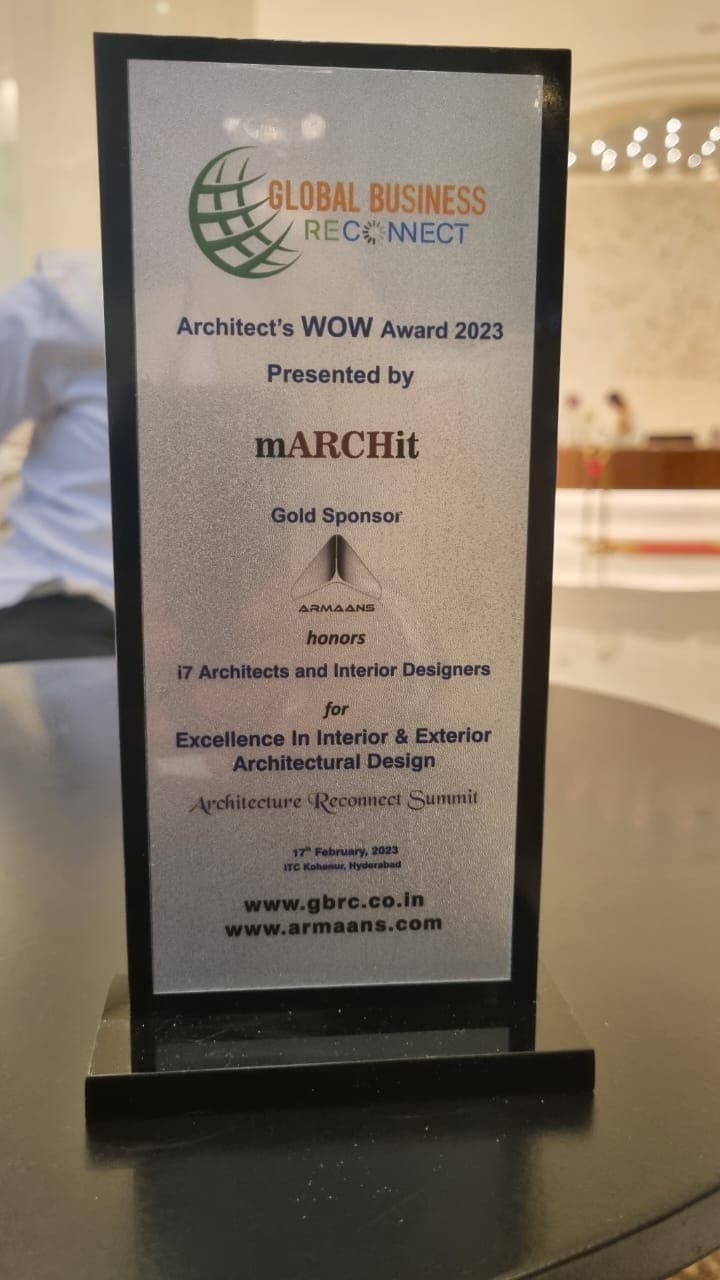 GLOBAL BUSINESS
RECONNECT
Architect's WOW Award 2023
Presented by
mARCHit
Gold Sponsor
ARMAANS
honors
i7 Architects and Interior Designers
for
Excellence In Interior & Exterior
Architectural Design
Architecture Reconnect Summit
17th February, 2023
ITC Kohenur, Hyderabad
www.gbrc.co.in
www.armaans.com